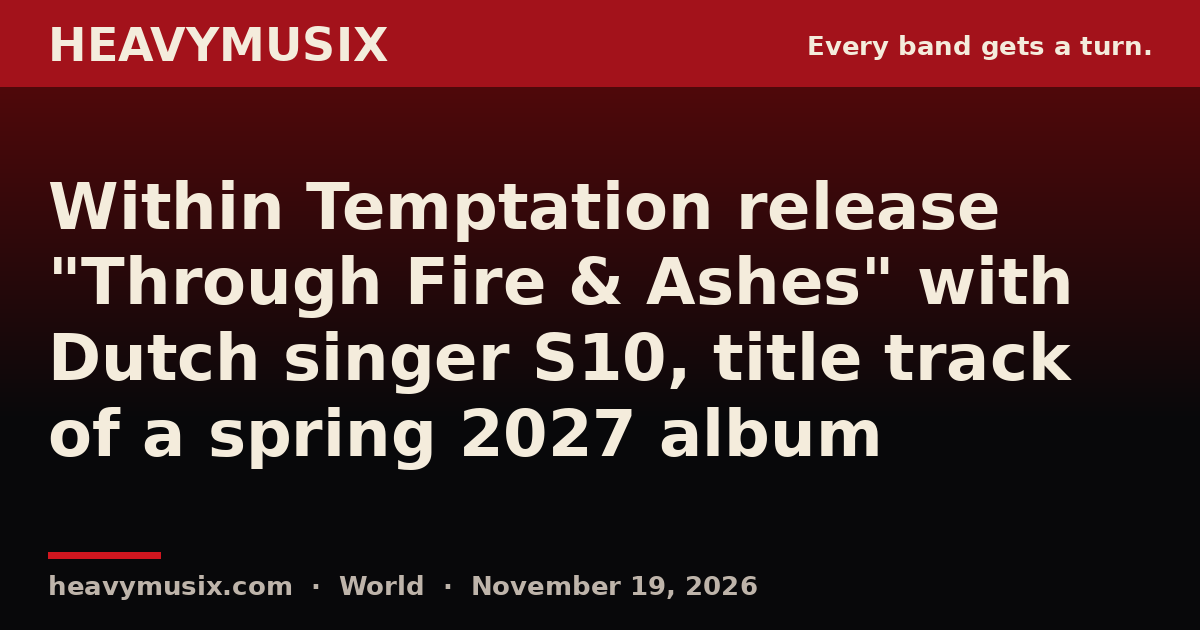 HEAVYMUSIX
Every band gets a turn.
Within Temptation release
"Through Fire & Ashes" with
Dutch singer S10, title track
of a spring 2027 album
heavymusix.com · World · November 19, 2026